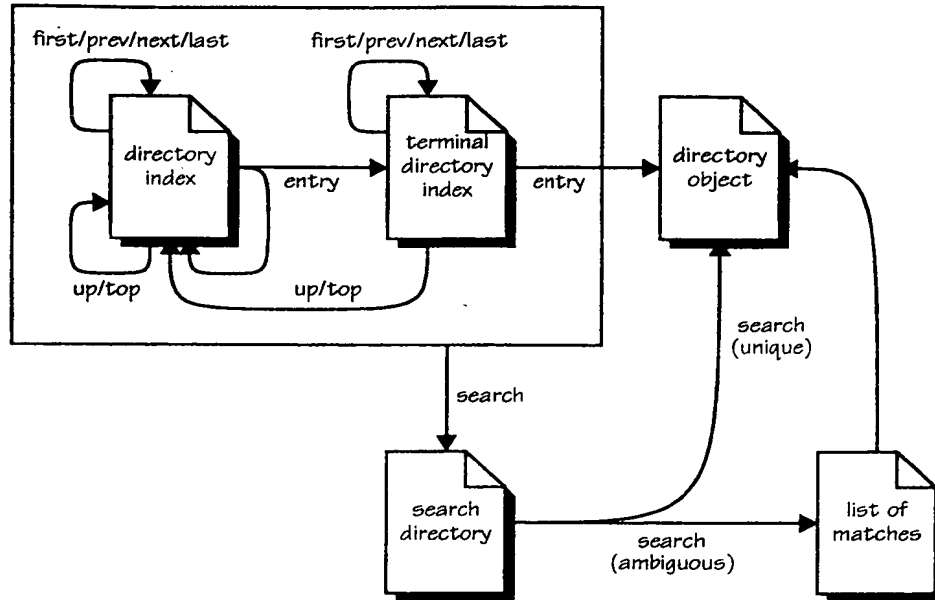 first/prev/next/last
first/prev/next/last
directory
index
entry
terminal
directory
index
entry
directory
object
up/top
up/top
search
(unique)
search
search
directory
search
(ambiguous)
list of
matches